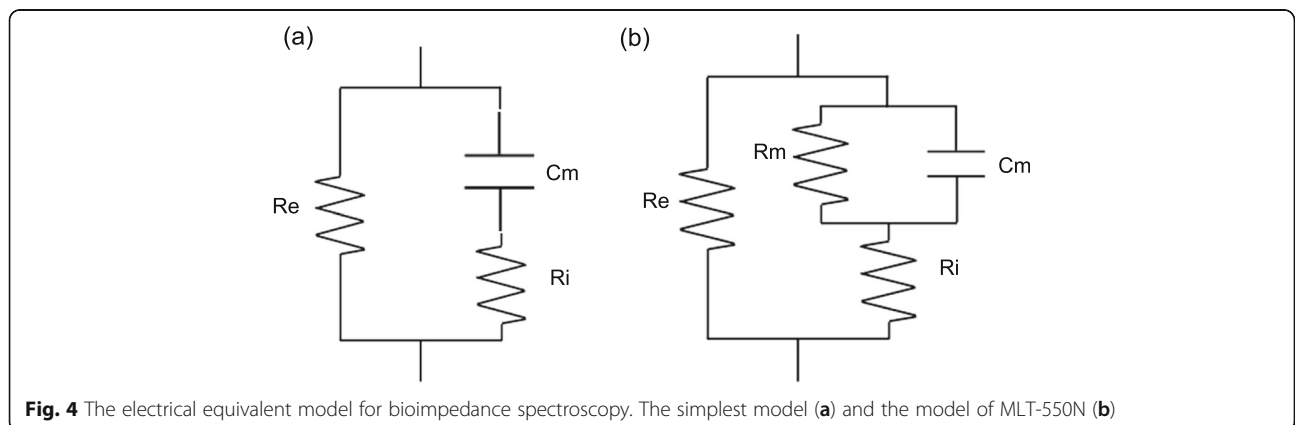 (a)
(b)
Re
Cm
Ri
Re
Rm
Cm
Ri
Fig. 4 The electrical equivalent model for bioimpedance spectroscopy. The simplest model (a) and the model of MLT-550N (b)